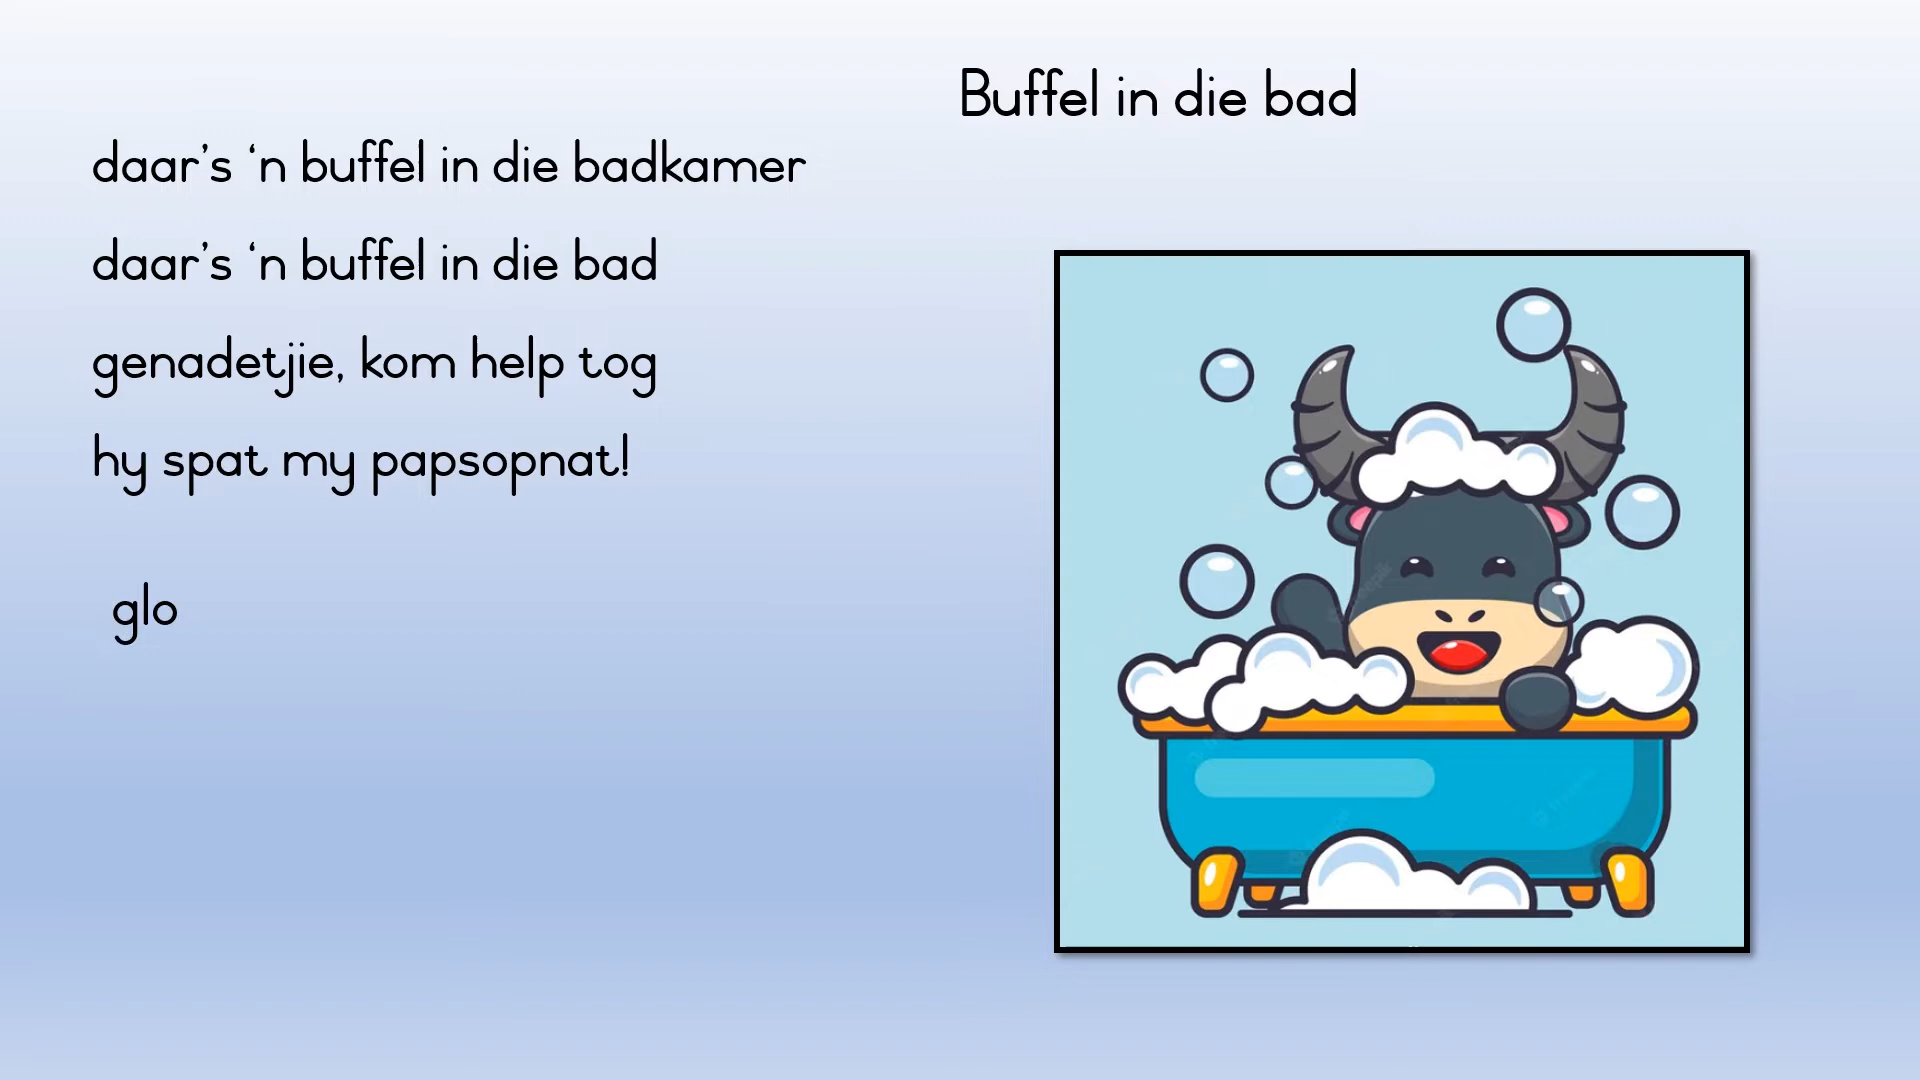 Buffel in die bad
daar’s ‘n buffel in die badkamer
daar’s ‘n buffel in die bad
genadetjie, kom help tog
hy spat my papsopnat!
glo